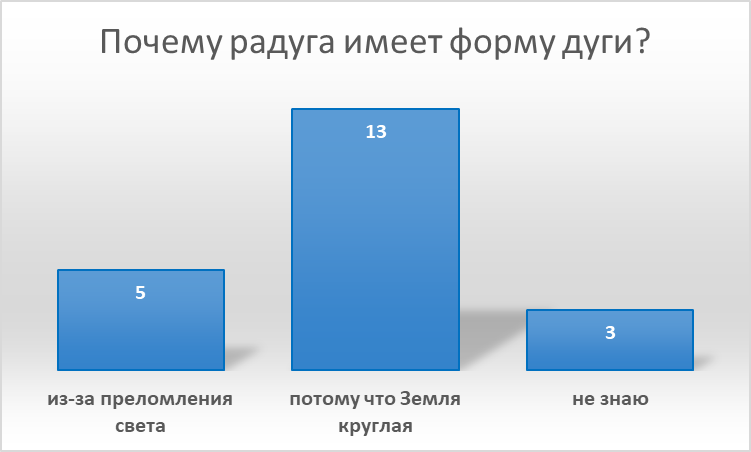 Почему радуга имеет форму дуги?
5
13
3
из-за преломления
света
потому что Земля
круглая
не знаю